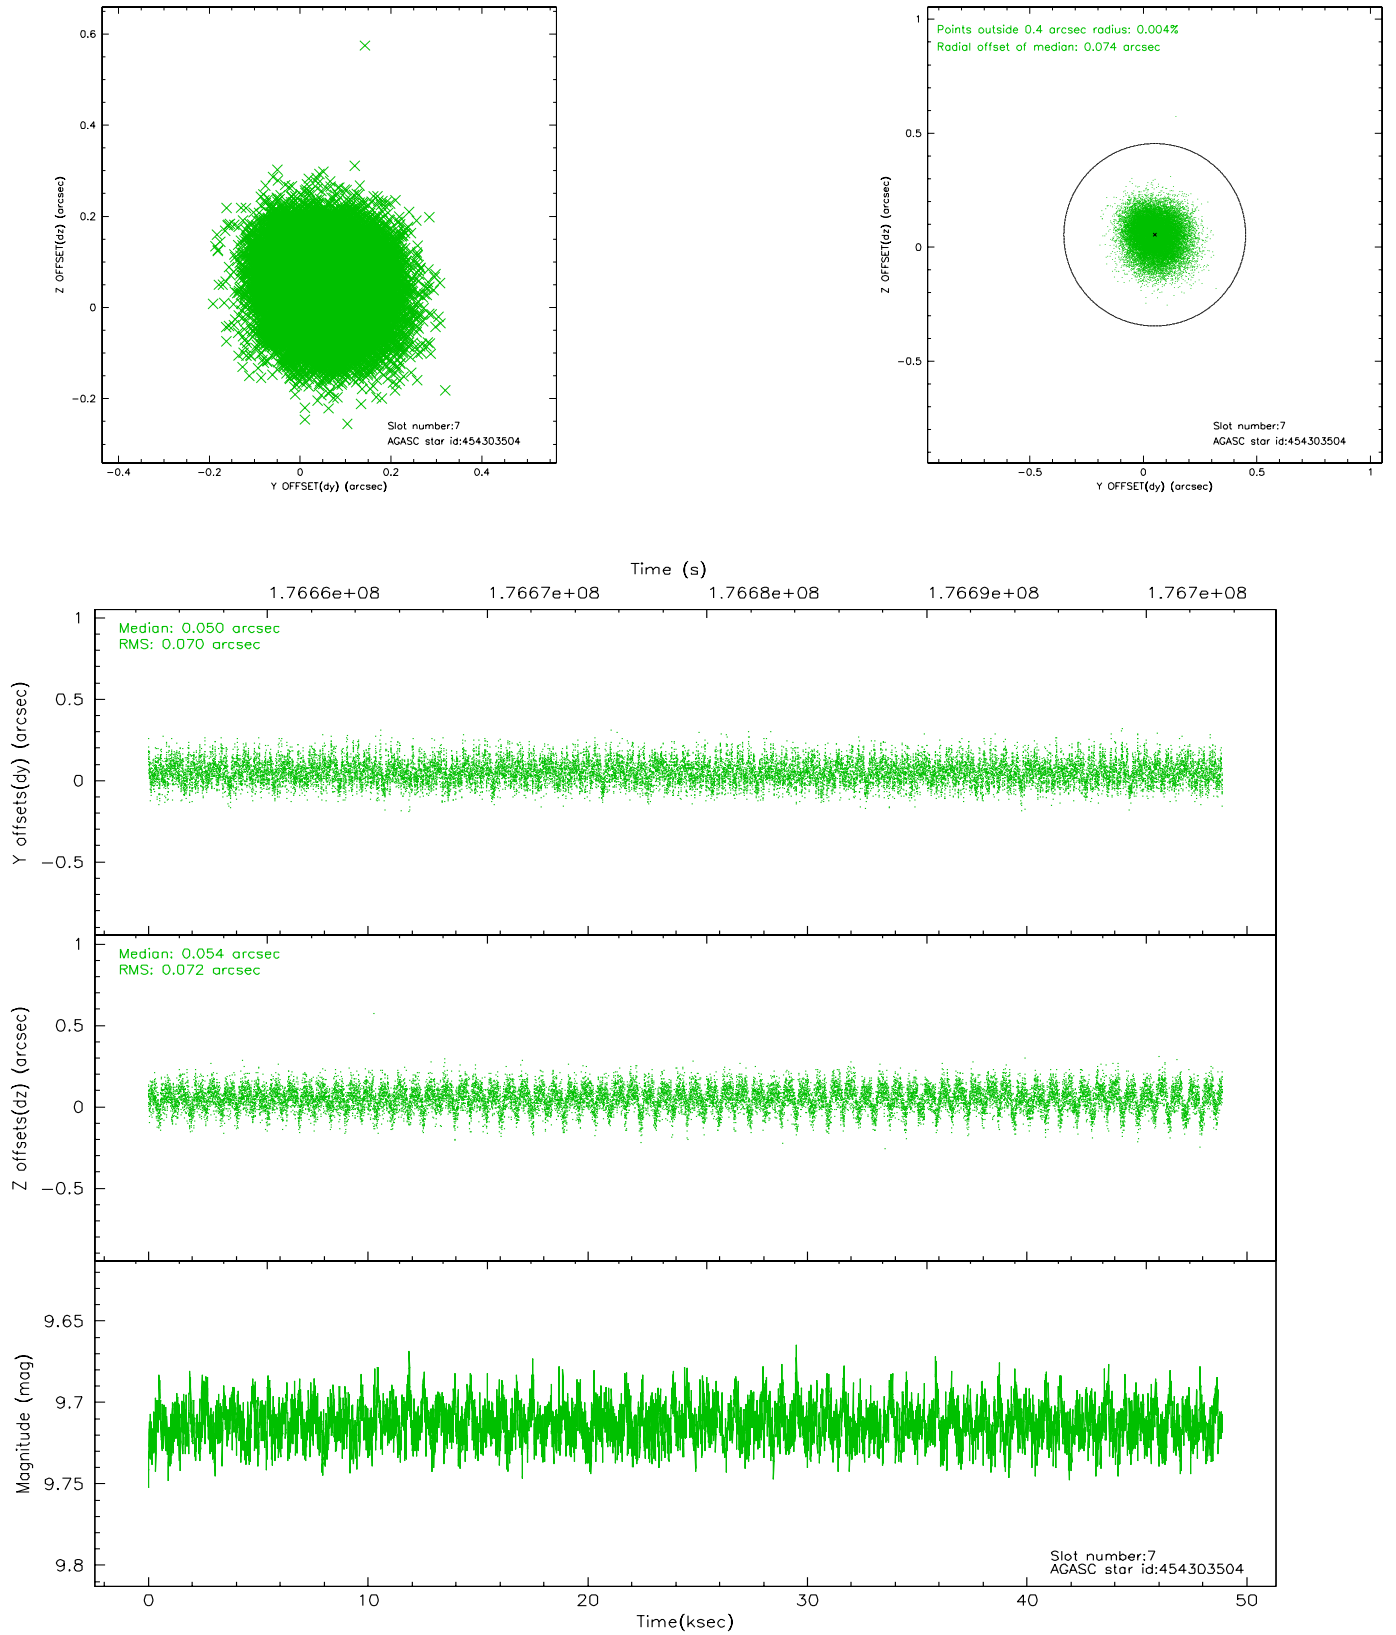 0.6
0.4
0.2
0
−0.2
Z OFFSET(dz) (arcsec)
Slot number:7
AGASC star id:454303504
−0.4 −0.2 0 0.2 0.4
Y OFFSET(dy) (arcsec)
Points outside 0.4 arcsec radius: 0.004%
Radial offset of median: 0.074 arcsec
1
0.5
0
−0.5
Z OFFSET(dz) (arcsec)
Slot number:7
AGASC star id:454303504
−0.5 0 0.5 1
Y OFFSET(dy) (arcsec)
Time (s)
1.7666e+08 1.7667e+08 1.7668e+08 1.7669e+08 1.767e+08
Median: 0.050 arcsec
RMS: 0.070 arcsec
1
0.5
0
−0.5
Y offsets(dy) (arcsec)
Median: 0.054 arcsec
RMS: 0.072 arcsec
1
0.5
0
−0.5
Z offsets(dz) (arcsec)
9.65
9.7
9.75
9.8
Magnitude (mag)
Slot number:7
AGASC star id:454303504
0 10 20 30 40 50
Time(ksec)